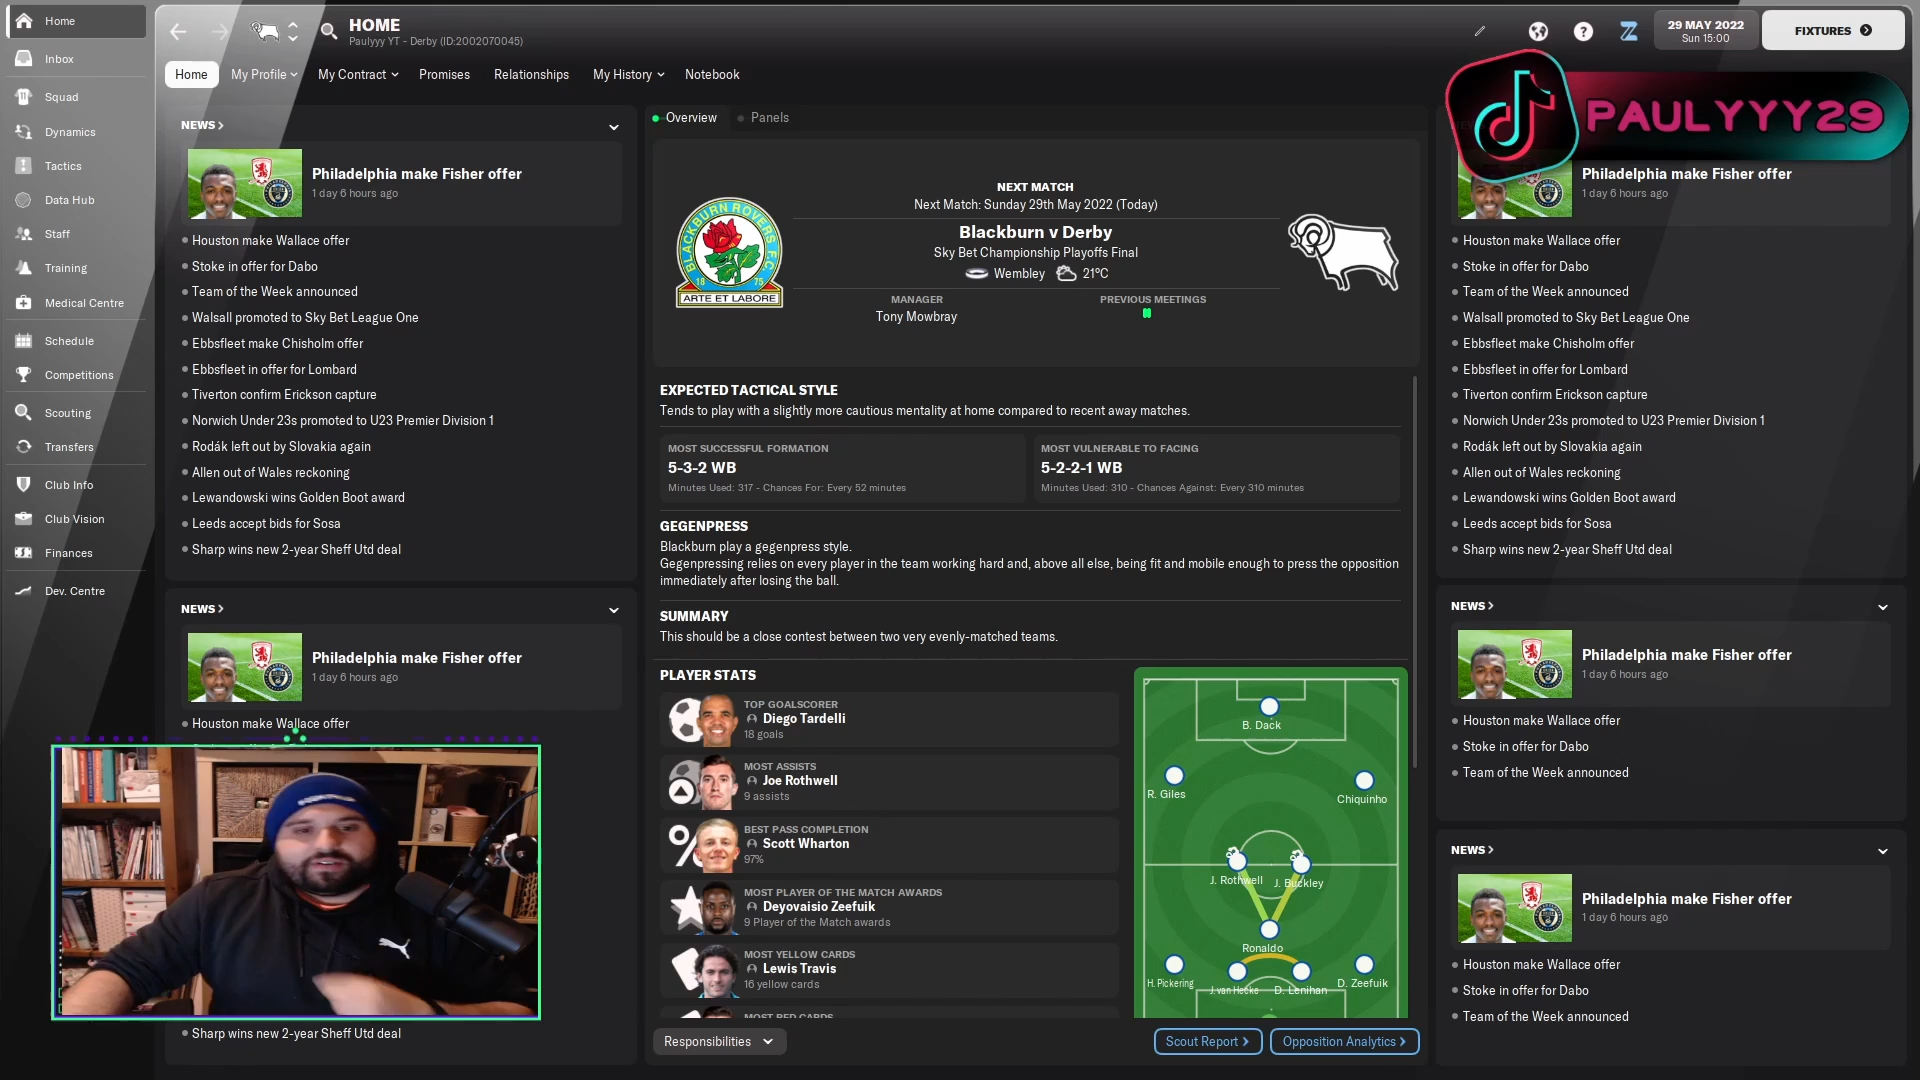 Home
Inbox
Squad
Dynamics
Tactics
Data Hub
Staff
Training
Medical Centre
Schedule
Competitions
Scouting
Transfers
Club Info
Club Vision
Finances
Dev. Centre
HOME
Paulyyy YT - Derby (ID:2002070045)
29 MAY 2022
Sun 15:00
FIXTURES
Home
My Profile
My Contract
Promises
Relationships
My History
Notebook
PAULYYY29
NEWS
Philadelphia make Fisher offer
1 day 6 hours ago
Houston make Wallace offer
Stoke in offer for Dabo
Team of the Week announced
Walsall promoted to Sky Bet League One
Ebbsfleet make Chisholm offer
Ebbsfleet in offer for Lombard
Tiverton confirm Erickson capture
Norwich Under 23s promoted to U23 Premier Division 1
Rodák left out by Slovakia again
Allen out of Wales reckoning
Lewandowski wins Golden Boot award
Leeds accept bids for Sosa
Sharp wins new 2-year Sheff Utd deal
NEWS
Philadelphia make Fisher offer
1 day 6 hours ago
Houston make Wallace offer
Sharp wins new 2-year Sheff Utd deal
Overview
Panels
BLACKBURN ROVERS F.C.
18 75
ARTE ET LABORE
NEXT MATCH
Next Match: Sunday 29th May 2022 (Today)
Blackburn v Derby
Sky Bet Championship Playoffs Final
Wembley 21°C
MANAGER
Tony Mowbray
PREVIOUS MEETINGS
EXPECTED TACTICAL STYLE
Tends to play with a slightly more cautious mentality at home compared to recent away matches.
MOST SUCCESSFUL FORMATION
5-3-2 WB
Minutes Used: 317 - Chances For: Every 52 minutes
MOST VULNERABLE TO FACING
5-2-2-1 WB
Minutes Used: 310 - Chances Against: Every 310 minutes
GEGENPRESS
Blackburn play a gegenpress style.
Gegenpressing relies on every player in the team working hard and, above all else, being fit and mobile enough to press the opposition
immediately after losing the ball.
SUMMARY
This should be a close contest between two very evenly-matched teams.
PLAYER STATS
TOP GOALSCORER
Diego Tardelli
18 goals
MOST ASSISTS
Joe Rothwell
9 assists
BEST PASS COMPLETION
Scott Wharton
97%
MOST PLAYER OF THE MATCH AWARDS
Deyovaisio Zeefuik
9 Player of the Match awards
MOST YELLOW CARDS
Lewis Travis
16 yellow cards
MOST RED CARDS
B. Dack
R. Giles
Chiquinho
J. Rothwell
J. Buckley
Ronaldo
H. Pickering
J. van Hecke
D. Lenihan
D. Zeefuik
Responsibilities
Scout Report
Opposition Analytics
Philadelphia make Fisher offer
1 day 6 hours ago
Houston make Wallace offer
Stoke in offer for Dabo
Team of the Week announced
Walsall promoted to Sky Bet League One
Ebbsfleet make Chisholm offer
Ebbsfleet in offer for Lombard
Tiverton confirm Erickson capture
Norwich Under 23s promoted to U23 Premier Division 1
Rodák left out by Slovakia again
Allen out of Wales reckoning
Lewandowski wins Golden Boot award
Leeds accept bids for Sosa
Sharp wins new 2-year Sheff Utd deal
NEWS
Philadelphia make Fisher offer
1 day 6 hours ago
Houston make Wallace offer
Stoke in offer for Dabo
Team of the Week announced
NEWS
Philadelphia make Fisher offer
1 day 6 hours ago
Houston make Wallace offer
Stoke in offer for Dabo
Team of the Week announced